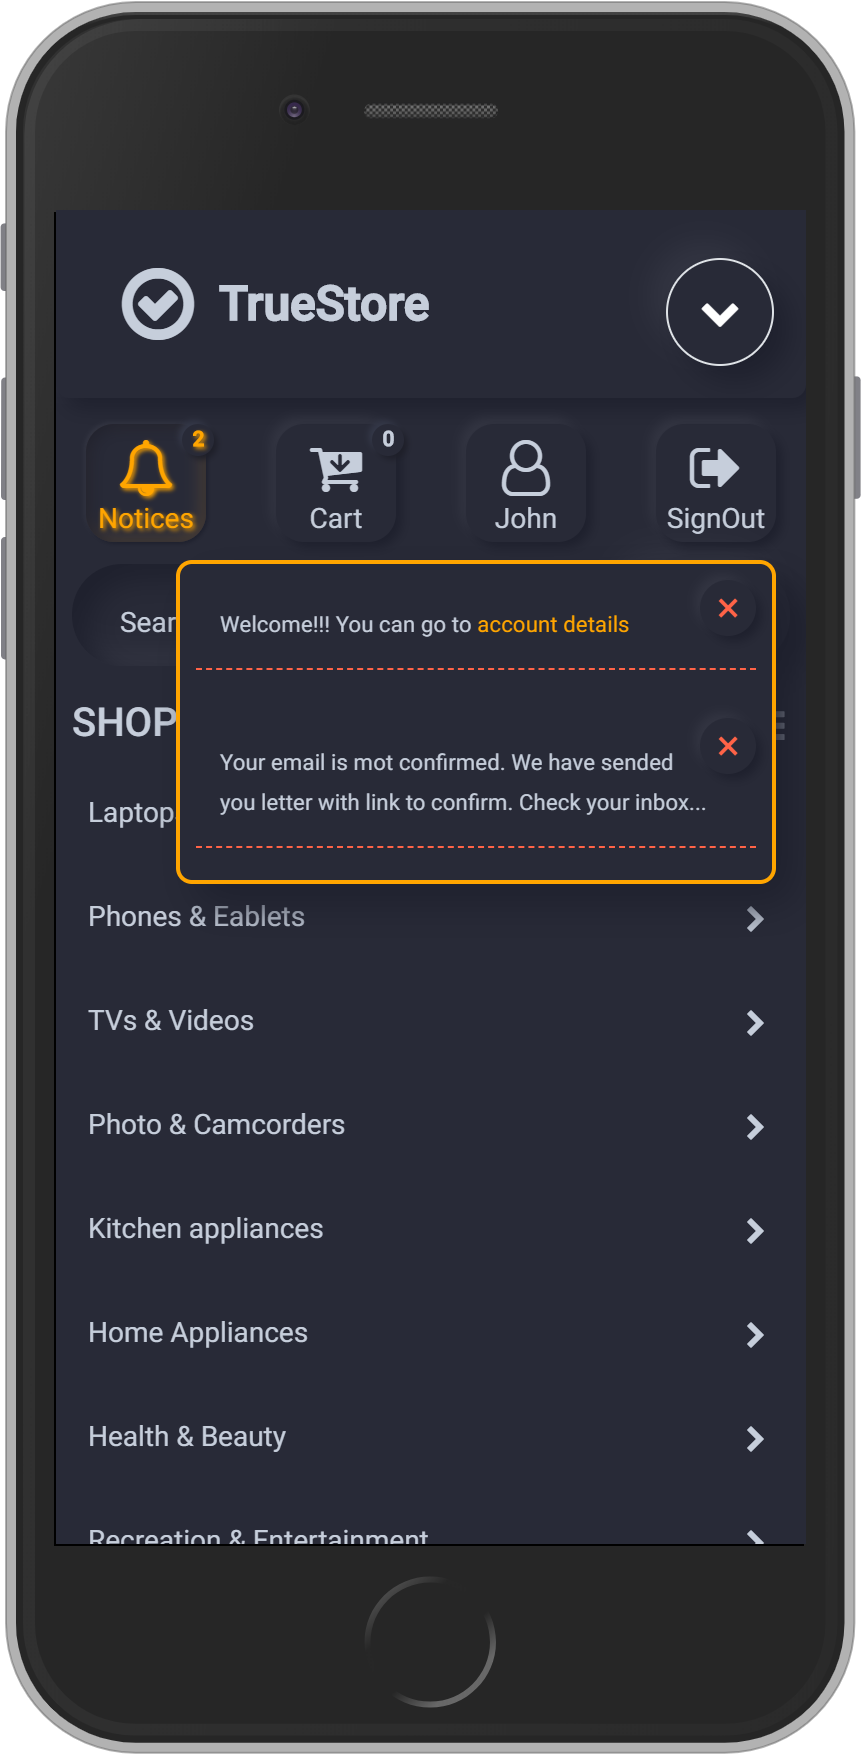 TrueStore
2
0
Notices
Cart
John
SignOut
Sear
Welcome!!! You can go to account details
SHOP
Your email is mot confirmed. We have sended
you letter with link to confirm. Check your inbox...
Laptop
Phones & Eablets
TVs & Videos
Photo & Camcorders
Kitchen appliances
Home Appliances
Health & Beauty
Recreation & Entertainment